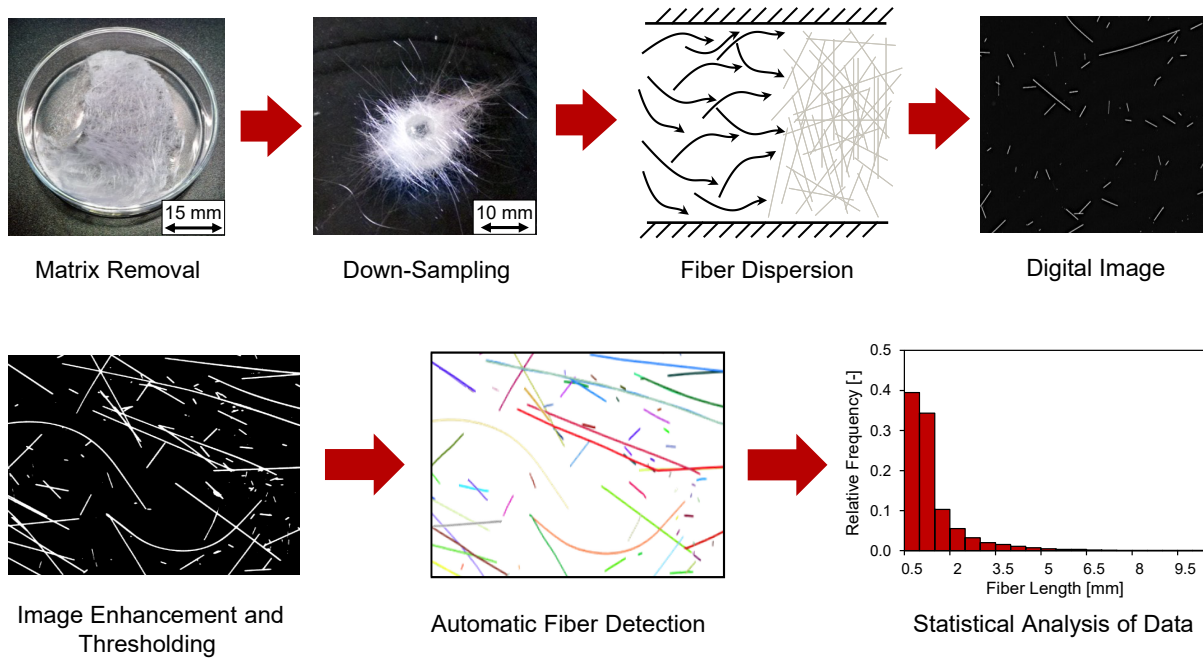 15 mm
10 mm
Matrix Removal
Down-Sampling
Fiber Dispersion
Digital Image
Image Enhancement and
Thresholding
Automatic Fiber Detection
Relative Frequency [-]
0.5
0.4
0.3
0.2
0.1
0.0
0.5 2 3.5 5 6.5 8 9.5
Fiber Length [mm]
Statistical Analysis of Data